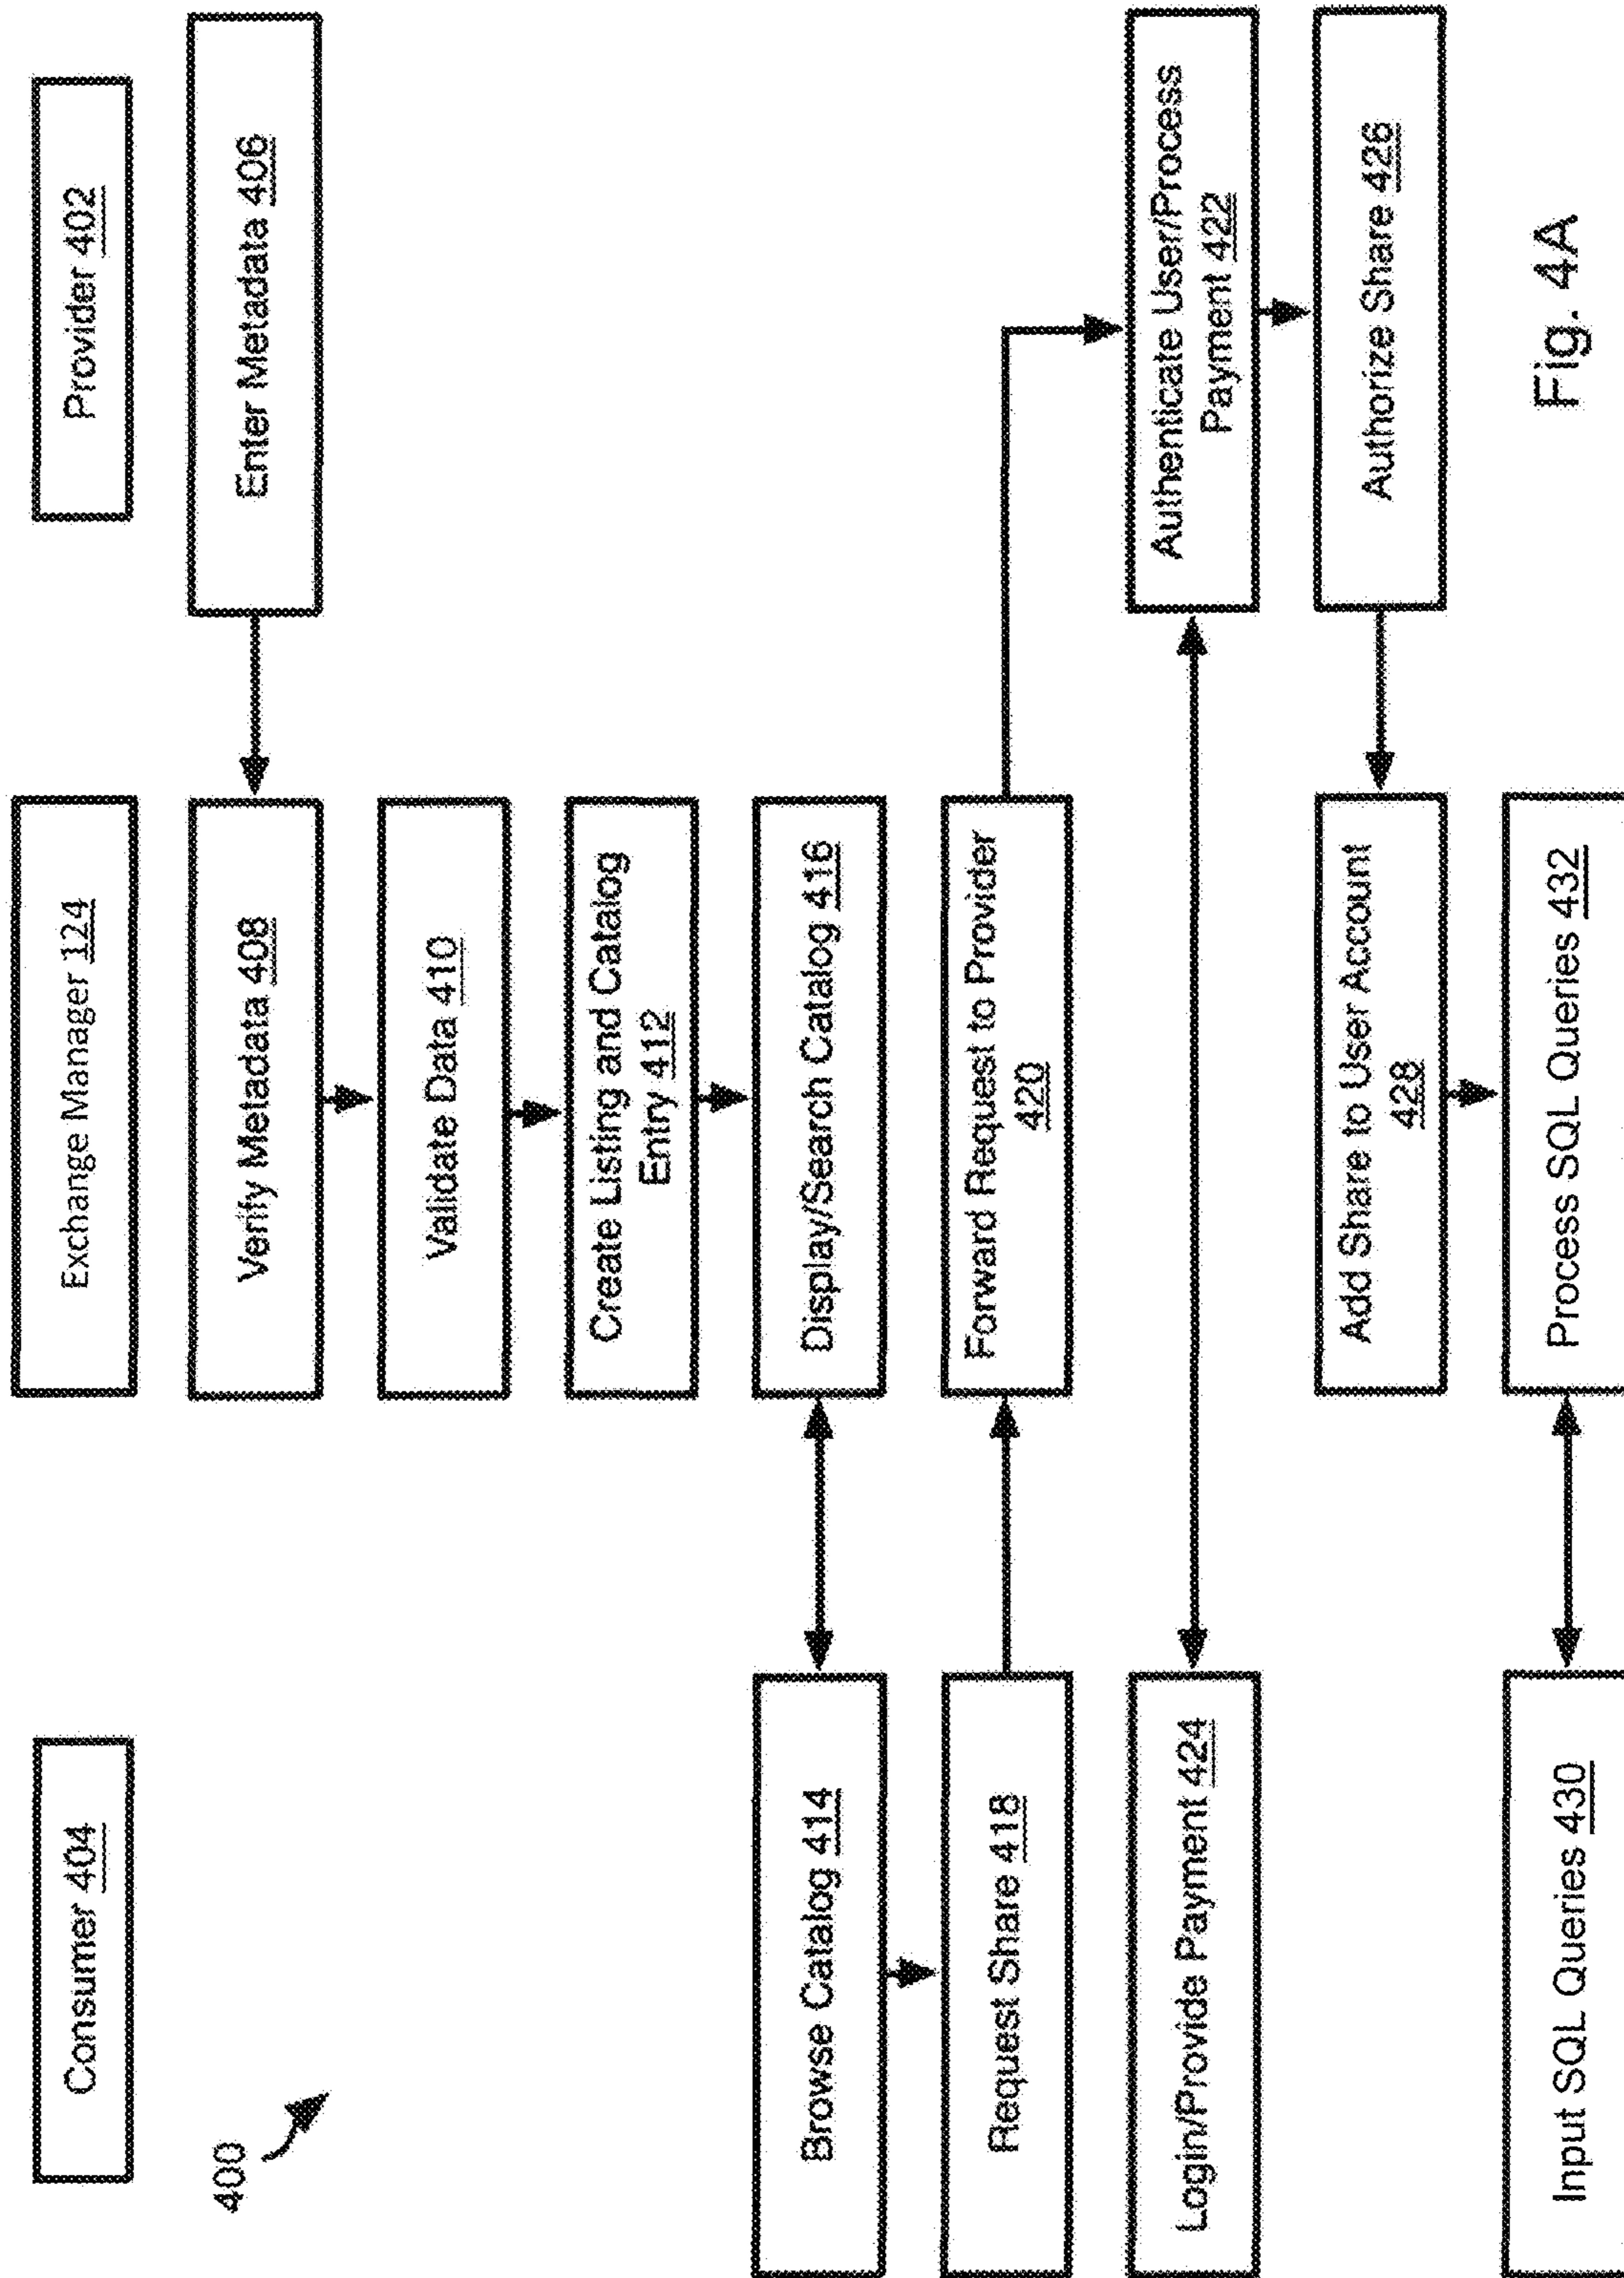 400
Consumer 404
Exchange Manager 124
Provider 402
Enter Metadata 406
Verify Metadata 408
Validate Data 410
Create Listing and Catalog
Entry 412
Browse Catalog 414
Display/Search Catalog 416
Request Share 418
Forward Request to Provider
420
Login/Provide Payment 424
Authenticate User/Process
Payment 422
Add Share to User Account
428
Authorize Share 426
Input SQL Queries 430
Process SQL Queries 432
Fig. 4A